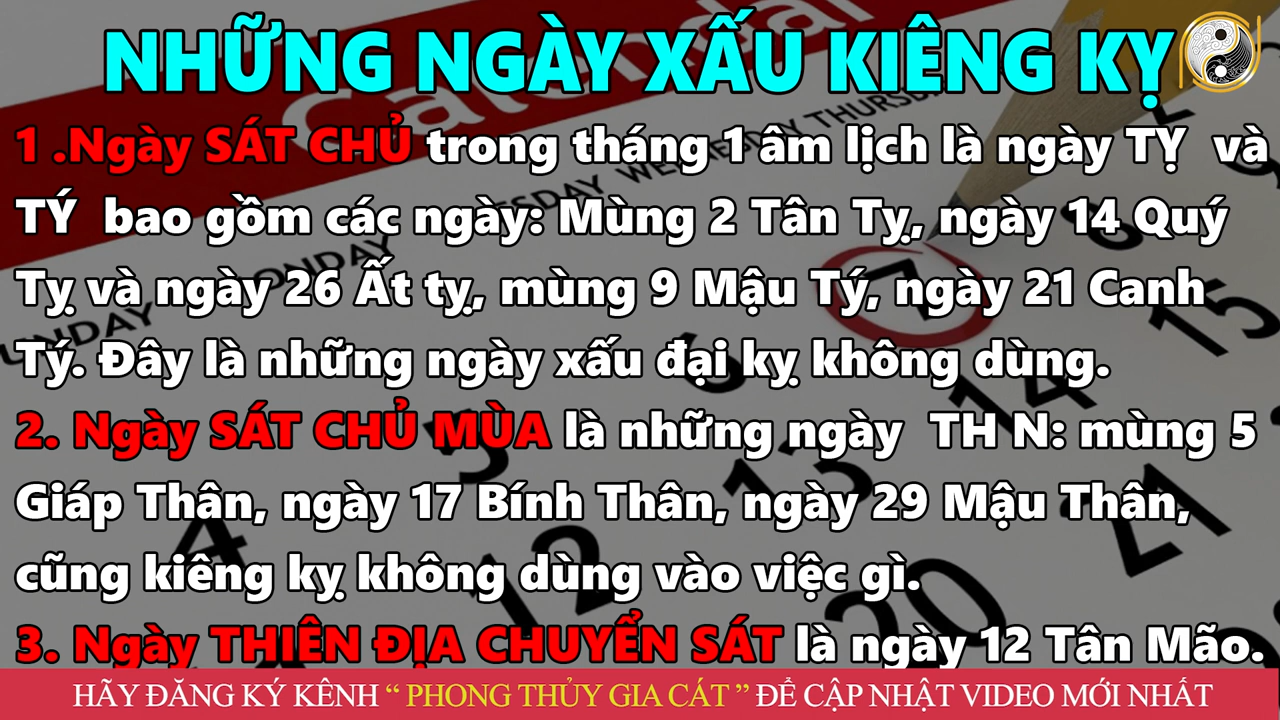 NHỮNG NGÀY XẤU KIÊNG KỴ
1 .Ngày SÁT CHỦ trong tháng 1 âm lịch là ngày TỴ và
TÝ bao gồm các ngày: Mùng 2 Tân Tỵ, ngày 14 Quý
Tỵ và ngày 26 Ất tỵ, mùng 9 Mậu Tý, ngày 21 Canh
Tý. Đây là những ngày xấu đại kỵ không dùng.
2. Ngày SÁT CHỦ MÙA là những ngày TH N: mùng 5
Giáp Thân, ngày 17 Bính Thân, ngày 29 Mậu Thân,
cũng kiêng kỵ không dùng vào việc gì.
3. Ngày THIÊN ĐỊA CHUYỂN SÁT là ngày 12 Tân Mão.
HÃY ĐĂNG KÝ KÊNH “ PHONG THỦY GIA CÁT ” ĐỂ CẬP NHẬT VIDEO MỚI NHẤT